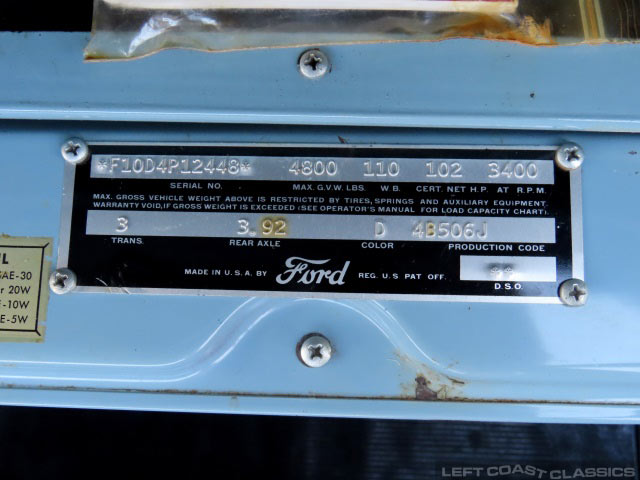 *F10D4P12448* 4800 110 102 3400
SERIAL NO. MAX. G.V.W. LBS. W.B. CERT. NET H.P. AT R.P.M.
MAX. GROSS VEHICLE WEIGHT ABOVE IS RESTRICTED BY TIRES, SPRINGS AND AUXILIARY EQUIPMENT.
WARRANTY VOID, IF GROSS WEIGHT IS EXCEEDED (SEE OPERATOR'S MANUAL FOR LOAD CAPACITY CHART).
3 3.92 D 4B506J
TRANS. REAR AXLE COLOR PRODUCTION CODE
MADE IN U.S.A. BY Ford REG. U.S. PAT. OFF. **
D.S.O.
IL
SAE-30
r 20W
E-10W
E-5W
LEFT COAST CLASSICS